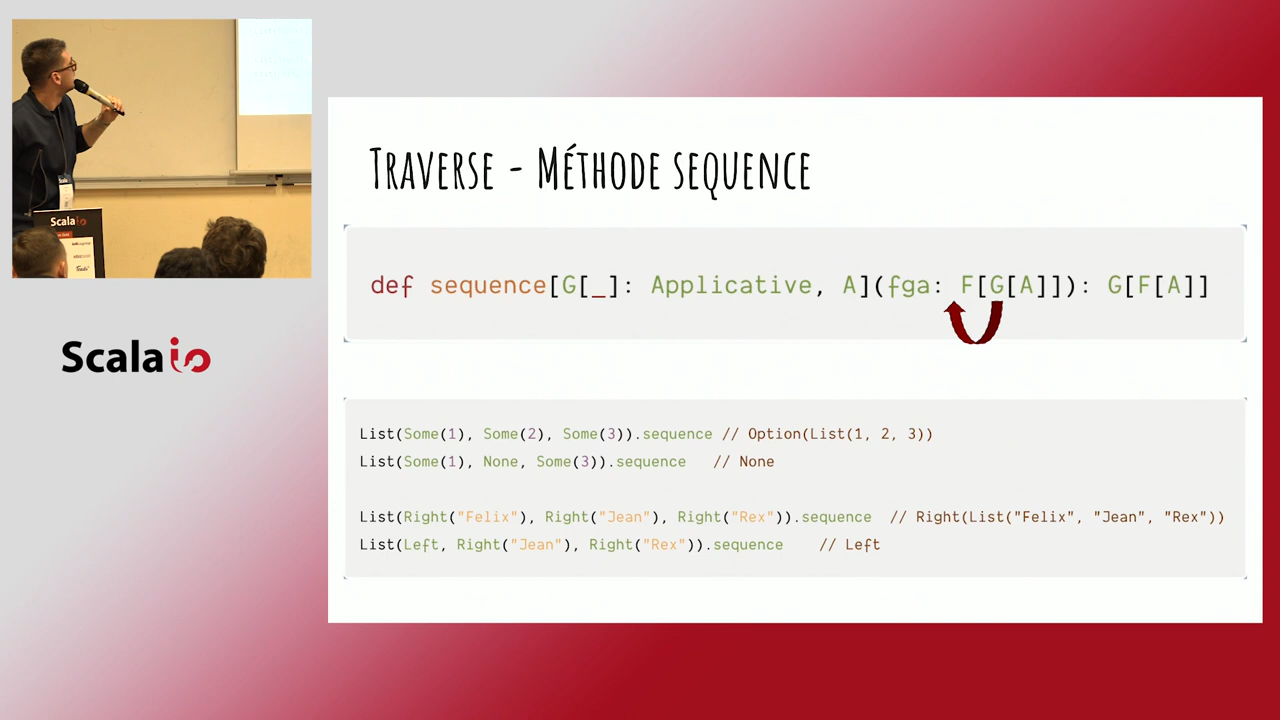 Scalaio
Scalaio
TRAVERSE - MÉTHODE SEQUENCE
def sequence[G[_]: Applicative, A](fga: F[G[A]]): G[F[A]]
List(Some(1), Some(2), Some(3)).sequence // Option(List(1, 2, 3))
List(Some(1), None, Some(3)).sequence // None
List(Right("Felix"), Right("Jean"), Right("Rex")).sequence // Right(List("Felix", "Jean", "Rex"))
List(Left, Right("Jean"), Right("Rex")).sequence // Left